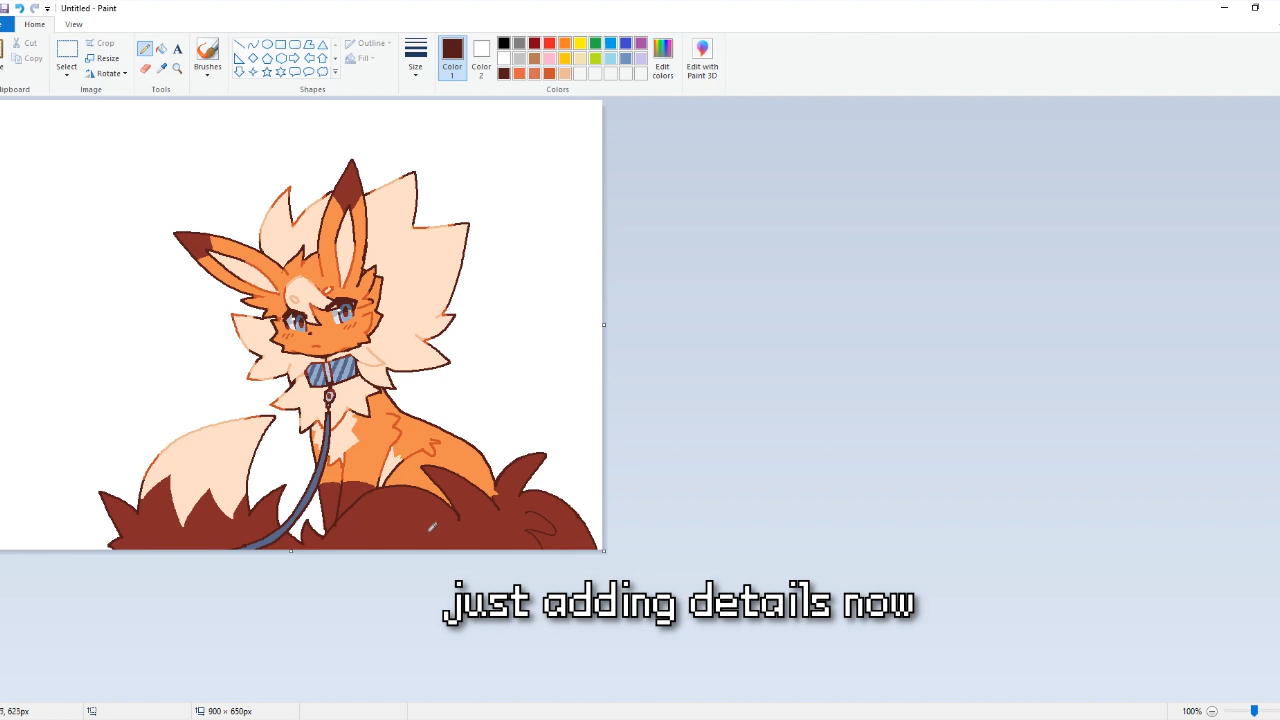 Untitled - Paint
Home View
Cut
Copy
Select
Crop
Resize
Rotate
A
Brushes
Outline
Fill
Size
Color 1
Color 2
Edit colors
Edit with Paint 3D
Image
Tools
Shapes
Colors
just adding details now
623px
900 × 650px
100%